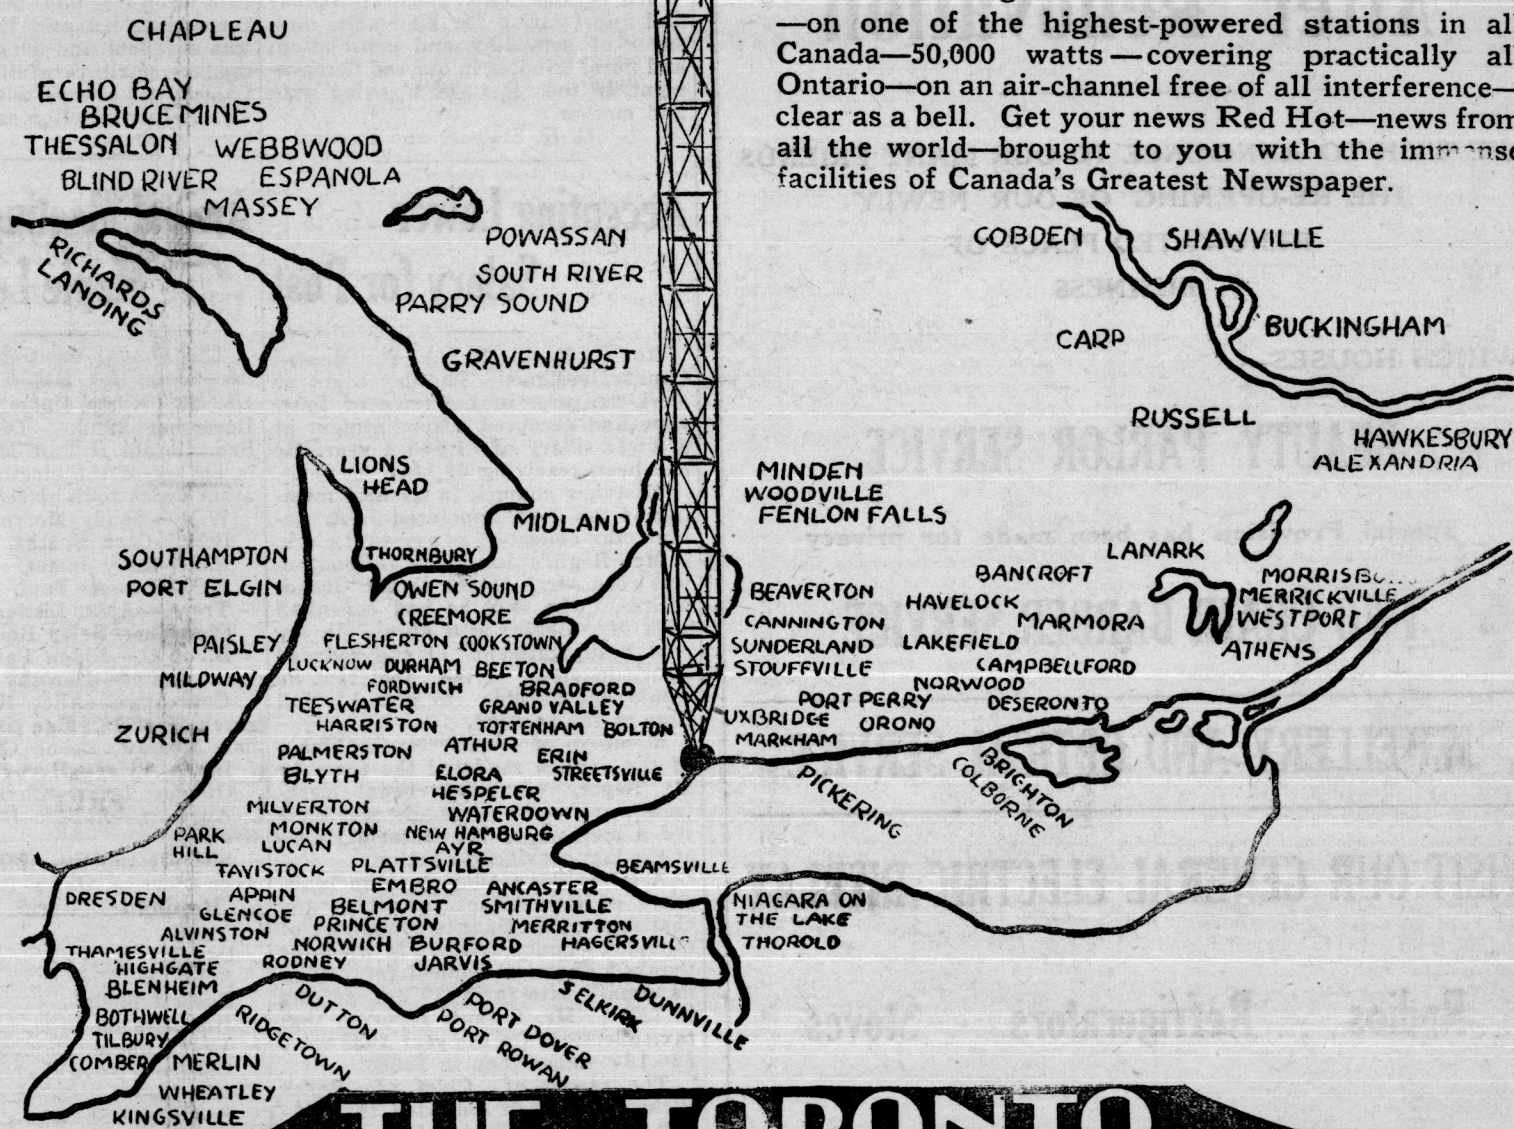 —on one of the highest-powered stations in al
Canada—50,000 watts—covering practically al
Ontario—on an air-channel free of all interference—
clear as a bell. Get your news Red Hot—news from
all the world—brought to you with the immense
facilities of Canada's Greatest Newspaper.
CHAPLEAU
ECHO BAY
BRUCE MINES
THESSALON
WEBBWOOD
BLIND RIVER
ESPANOLA
MASSEY
RICHARDS
LANDING
POWASSAN
SOUTH RIVER
PARRY SOUND
GRAVENHURST
COBDEN
SHAWVILLE
CARP
BUCKINGHAM
RUSSELL
HAWKESBURY
ALEXANDRIA
LIONS
HEAD
MIDLAND
MINDEN
WOODVILLE
FENLON FALLS
SOUTHAMPTON
PORT ELGIN
THORNBURY
OWEN SOUND
CREEMORE
PAISLEY
FLESHERTON
COOKSTOWN
LUCKNOW
DURHAM
BEETON
MILDWAY
FORDWICH
BRADFORD
TEESWATER
GRAND VALLEY
ZURICH
HARRISTON
TOTTENHAM
BOLTON
PALMERSTON
ATHUR
ERIN
BLYTH
ELORA
STREETSVILLE
HESPELER
MILVERTON
WATERDOWN
MONKTON
NEW HAMBURG
PARK
HILL
LUCAN
AYR
TAVISTOCK
PLATTSVILLE
BEAMSVILLE
DRESDEN
APPIN
EMBRO
ANCASTER
GLENCOE
BELMONT
SMITHVILLE
ALVINSTON
PRINCETON
MERRITTON
THAMESVILLE
NORWICH
BURFORD
HAGERSVILL
HIGHGATE
RODNEY
JARVIS
BLENHEIM
BOTHWELL
TILBURY
COMBER
MERLIN
WHEATLEY
KINGSVILLE
DUTTON
RIDGETOWN
PORT DOVER
PORT ROWAN
SELKIRK
DUNNVILLE
LANARK
BANCROFT
MORRISBU
BEAVERTON
HAVELOCK
MERRICKVILLE
CANNINGTON
MARMORA
WESTPORT
SUNDERLAND
LAKEFIELD
ATHENS
STOUFFVILLE
CAMPBELLFORD
NORWOOD
PORT PERRY
DESERONTO
UXBRIDGE
ORONO
MARKHAM
PICKERING
BRIGHTON
COLBORNE
NIAGARA ON
THE LAKE
THOROLD
THE TORONTO